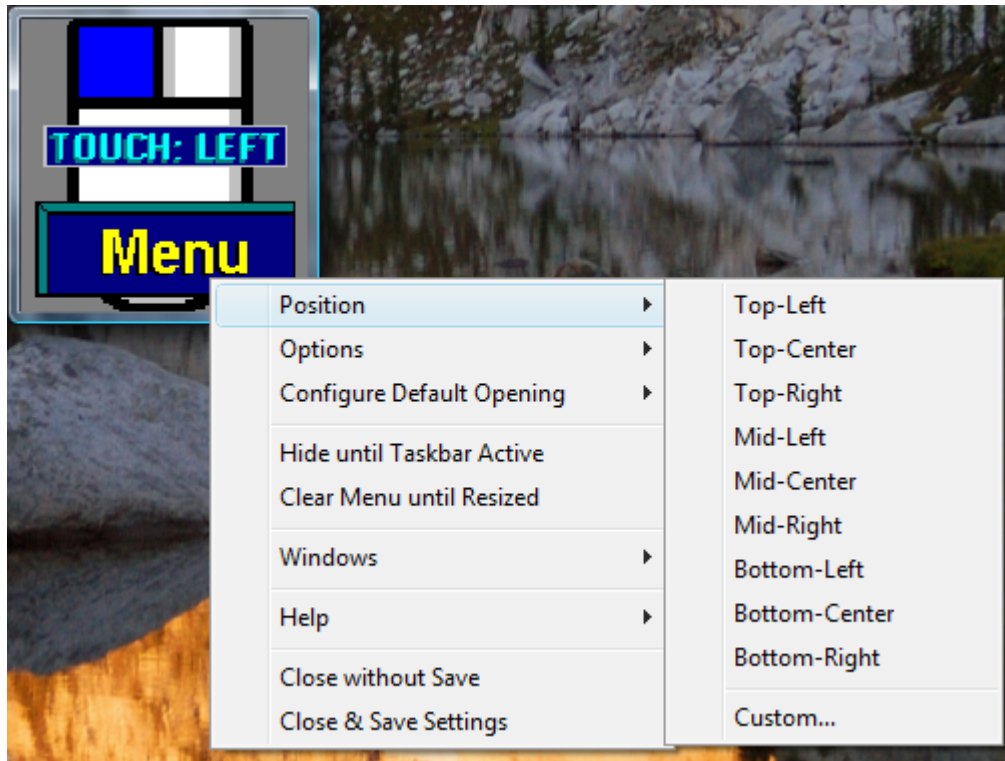 TOUCH: LEFT
Menu
Position
Options
Configure Default Opening
Hide until Taskbar Active
Clear Menu until Resized
Windows
Help
Close without Save
Close & Save Settings
Top-Left
Top-Center
Top-Right
Mid-Left
Mid-Center
Mid-Right
Bottom-Left
Bottom-Center
Bottom-Right
Custom...